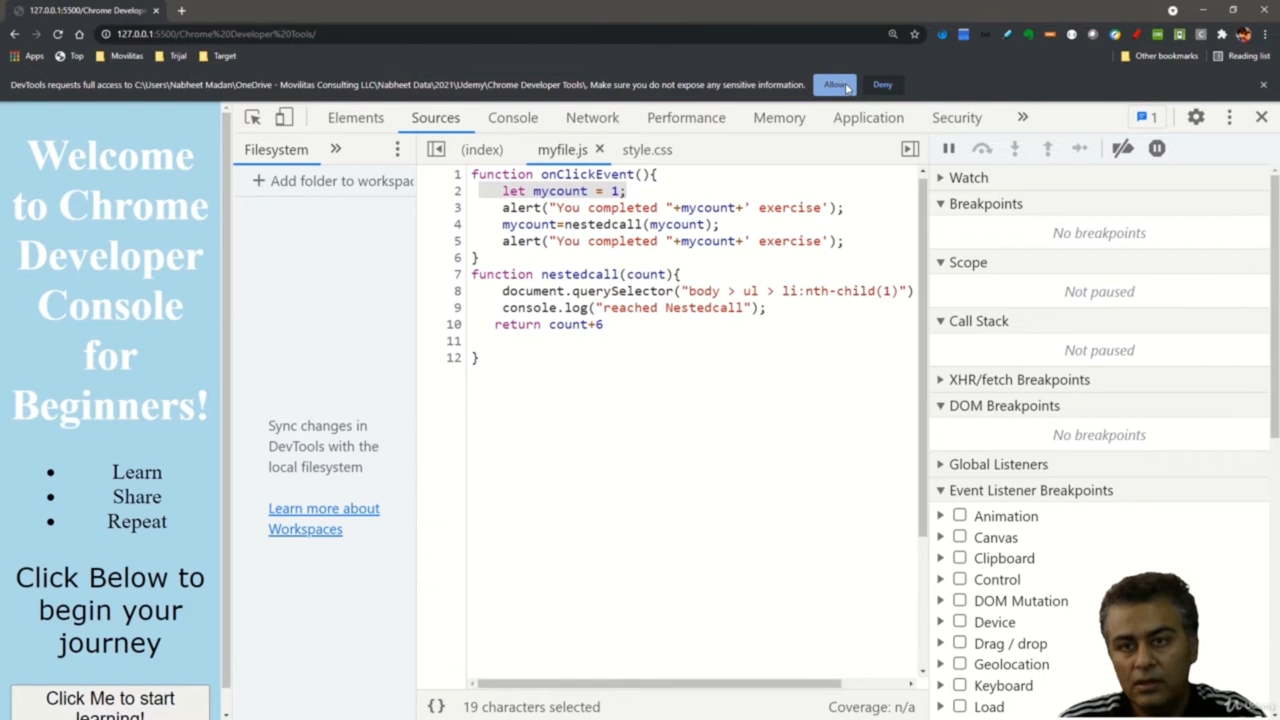 127.0.0.1:5500/Chrome Develop
127.0.0.1:5500/Chrome%20Developer%20Tools/
Apps Top Movilitas Trijal Target Other bookmarks Reading list
DevTools requests full access to C:\Users\Nabheet Madan\OneDrive - Movilitas Consulting LLC\Nabheet Data\2021\Udemy\Chrome Developer Tools\. Make sure you do not expose any sensitive information. Allow Deny
Welcome
to Chrome
Developer
Console
for
Beginners!
• Learn
• Share
• Repeat
Click Below to
begin your
journey
Click Me to start
learning!
Elements Sources Console Network Performance Memory Application Security » 1
Filesystem »
+ Add folder to workspac
Sync changes in
DevTools with the
local filesystem
Learn more about
Workspaces
(index) myfile.js × style.css
1 function onClickEvent(){
2 let mycount = 1;
3 alert("You completed "+mycount+' exercise');
4 mycount=nestedcall(mycount);
5 alert("You completed "+mycount+' exercise');
6 }
7 function nestedcall(count){
8 document.querySelector("body > ul > li:nth-child(1)")
9 console.log("reached Nestedcall");
10 return count+6
11
12 }
{ } 19 characters selected Coverage: n/a
Watch
Breakpoints
No breakpoints
Scope
Not paused
Call Stack
Not paused
XHR/fetch Breakpoints
DOM Breakpoints
No breakpoints
Global Listeners
Event Listener Breakpoints
Animation
Canvas
Clipboard
Control
DOM Mutation
Device
Drag / drop
Geolocation
Keyboard
Load